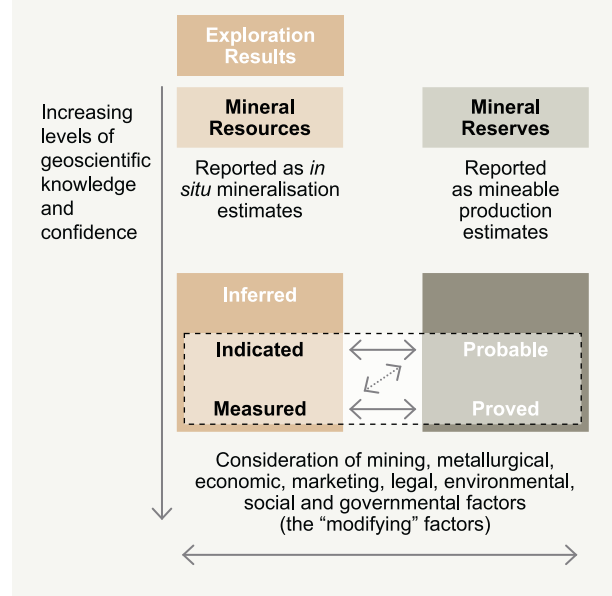 Exploration
Results
Increasing
levels of
geoscientific
knowledge
and
confidence
Mineral
Resources
Mineral
Reserves
Reported as in
situ mineralisation
estimates
Reported
as mineable
production
estimates
Inferred
Indicated
Probable
Measured
Proved
Consideration of mining, metallurgical,
economic, marketing, legal, environmental,
social and governmental factors
(the “modifying” factors)